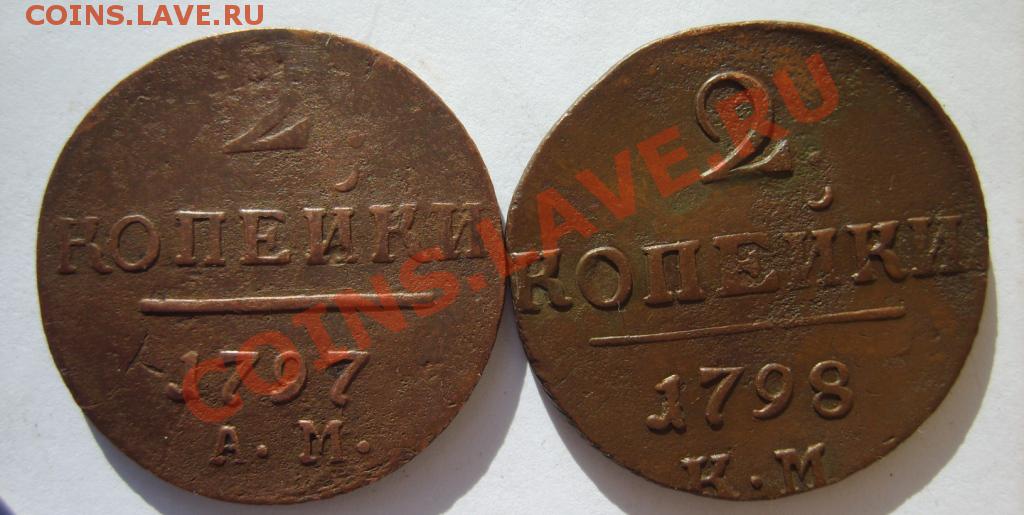 COINS.LAVE.RU
2
КОПЕЙКИ
1797
А. М.
2
КОПЕЙКИ
1798
К. М
COINS.LAVE.RU